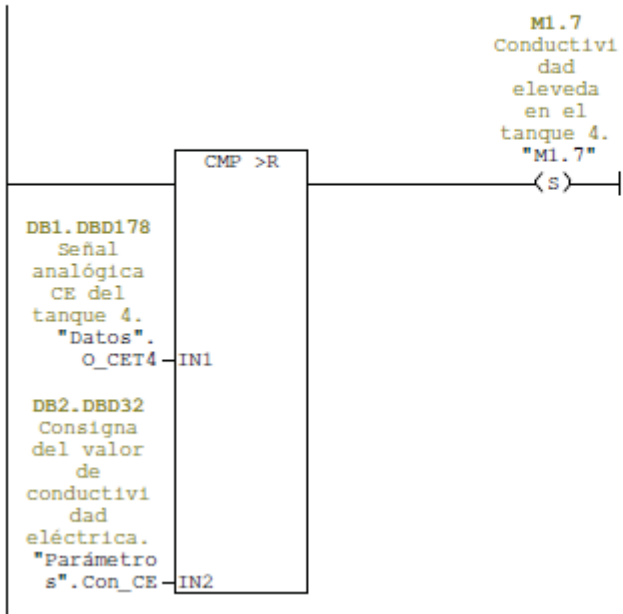 M1.7
Conductivi
dad
eleveda
en el
tanque 4.
"M1.7"
CMP >R
S
DB1.DBD178
Señal
analógica
CE del
tanque 4.
"Datos".
O_CET4
IN1
DB2.DBD32
Consigna
del valor
de
conductivi
dad
eléctrica.
"Parámetro
s".Con_CE
IN2